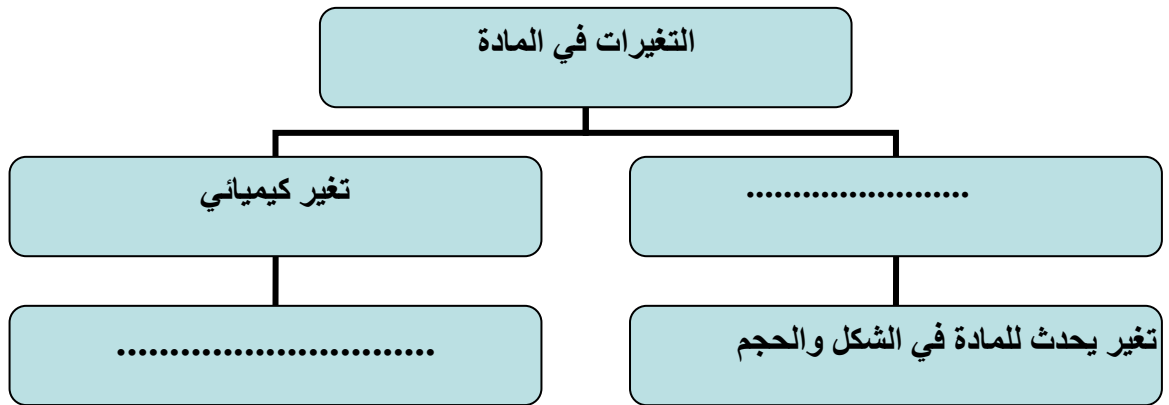 التغيرات في المادة
.......................
تغير كيميائي
تغير يحدث للمادة في الشكل والحجم
..............................